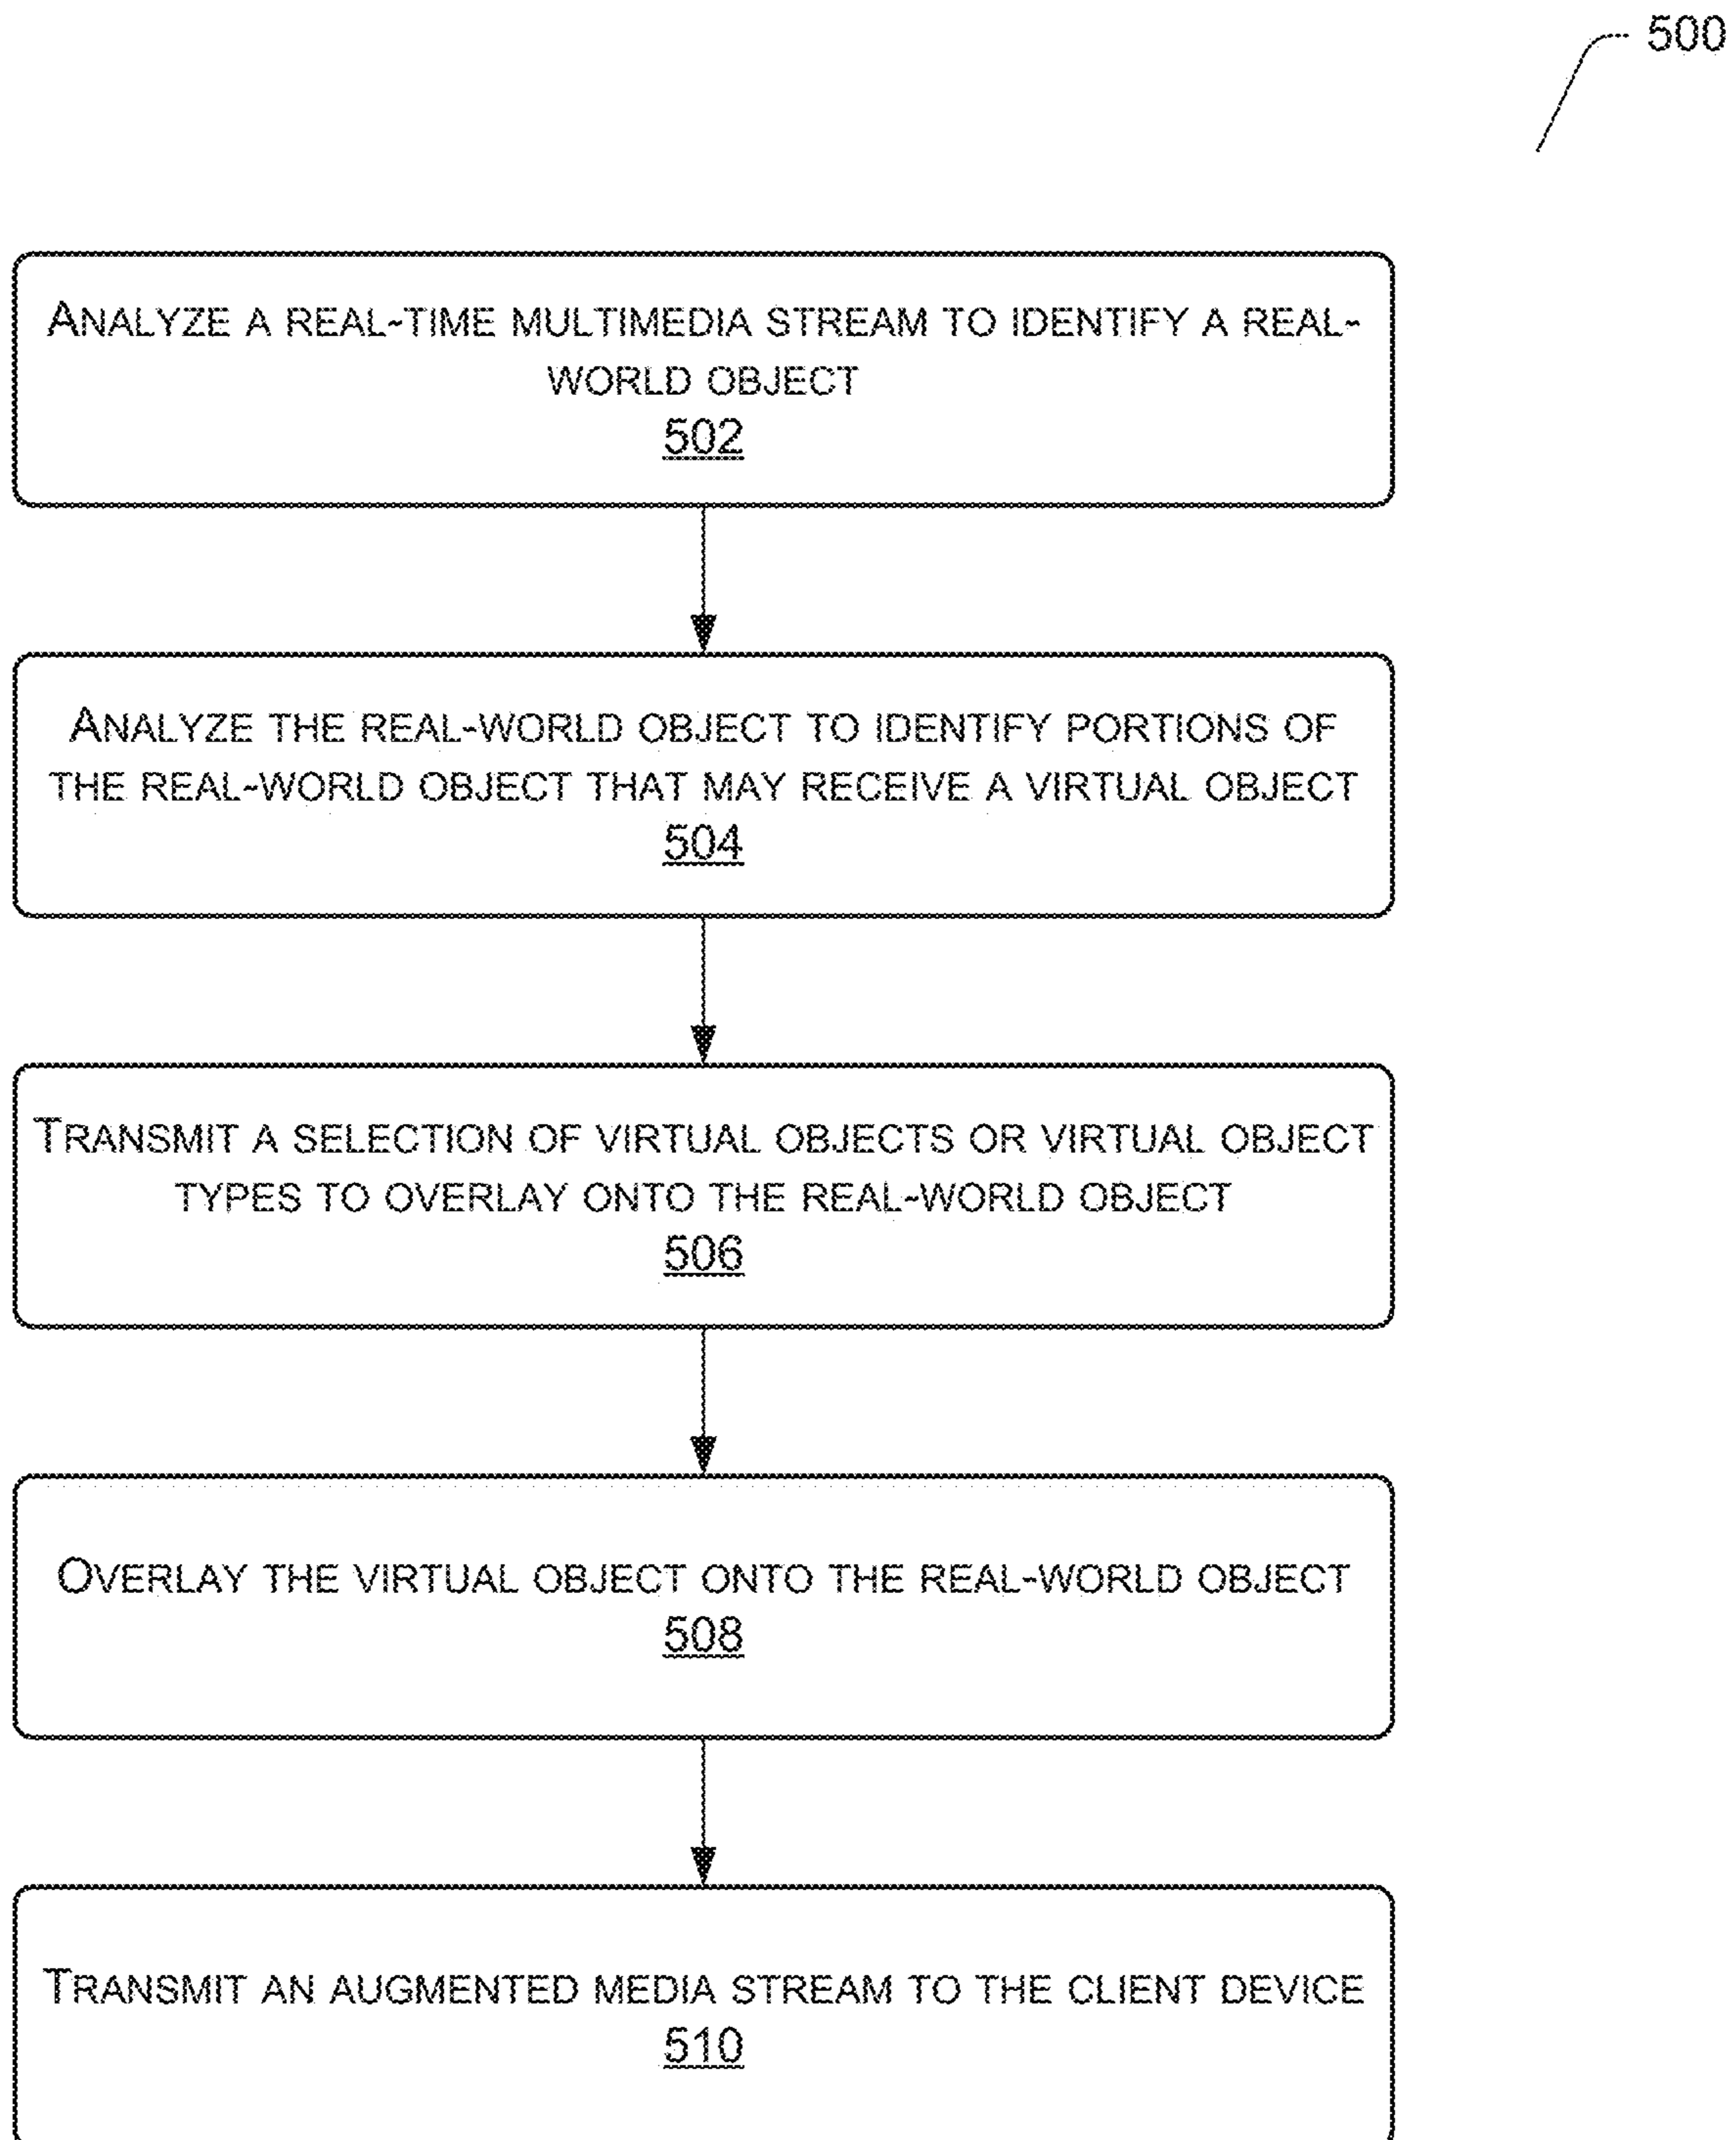 500
ANALYZE A REAL-TIME MULTIMEDIA STREAM TO IDENTIFY A REAL-
WORLD OBJECT
502
ANALYZE THE REAL-WORLD OBJECT TO IDENTIFY PORTIONS OF
THE REAL-WORLD OBJECT THAT MAY RECEIVE A VIRTUAL OBJECT
504
TRANSMIT A SELECTION OF VIRTUAL OBJECTS OR VIRTUAL OBJECT
TYPES TO OVERLAY ONTO THE REAL-WORLD OBJECT
506
OVERLAY THE VIRTUAL OBJECT ONTO THE REAL-WORLD OBJECT
508
TRANSMIT AN AUGMENTED MEDIA STREAM TO THE CLIENT DEVICE
510